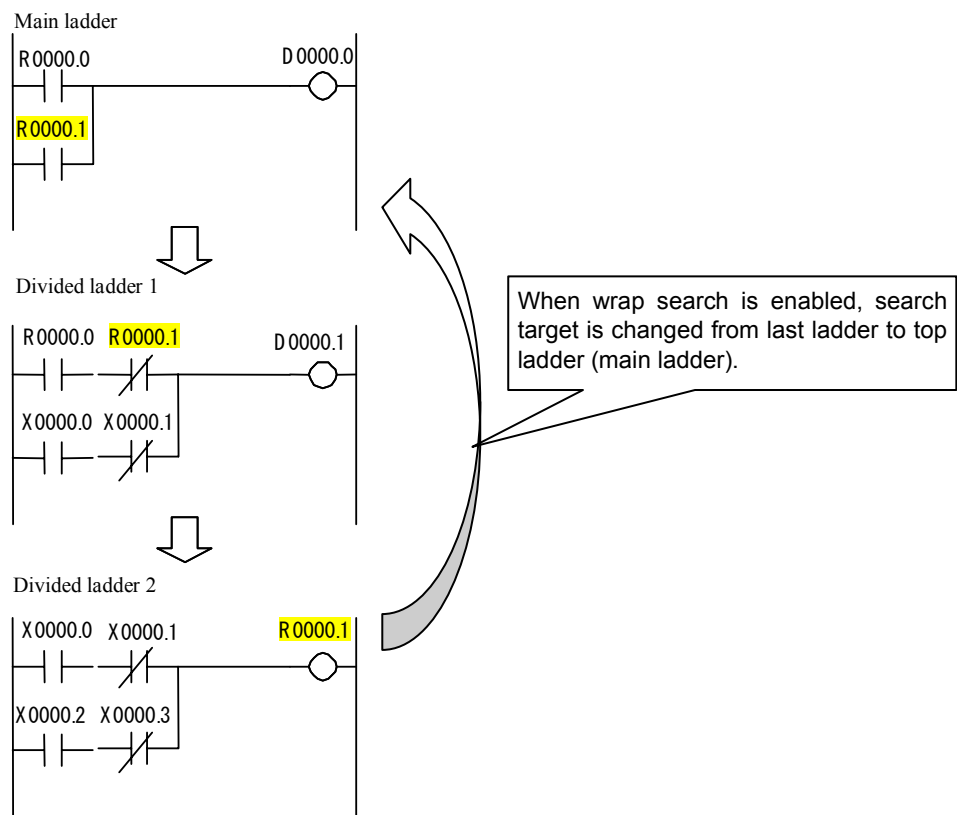 Main ladder
R0000.0 D0000.0
R0000.1
Divided ladder 1
R0000.0 R0000.1 D0000.1
X0000.0 X0000.1
Divided ladder 2
X0000.0 X0000.1 R0000.1
X0000.2 X0000.3
When wrap search is enabled, search
target is changed from last ladder to top
ladder (main ladder).